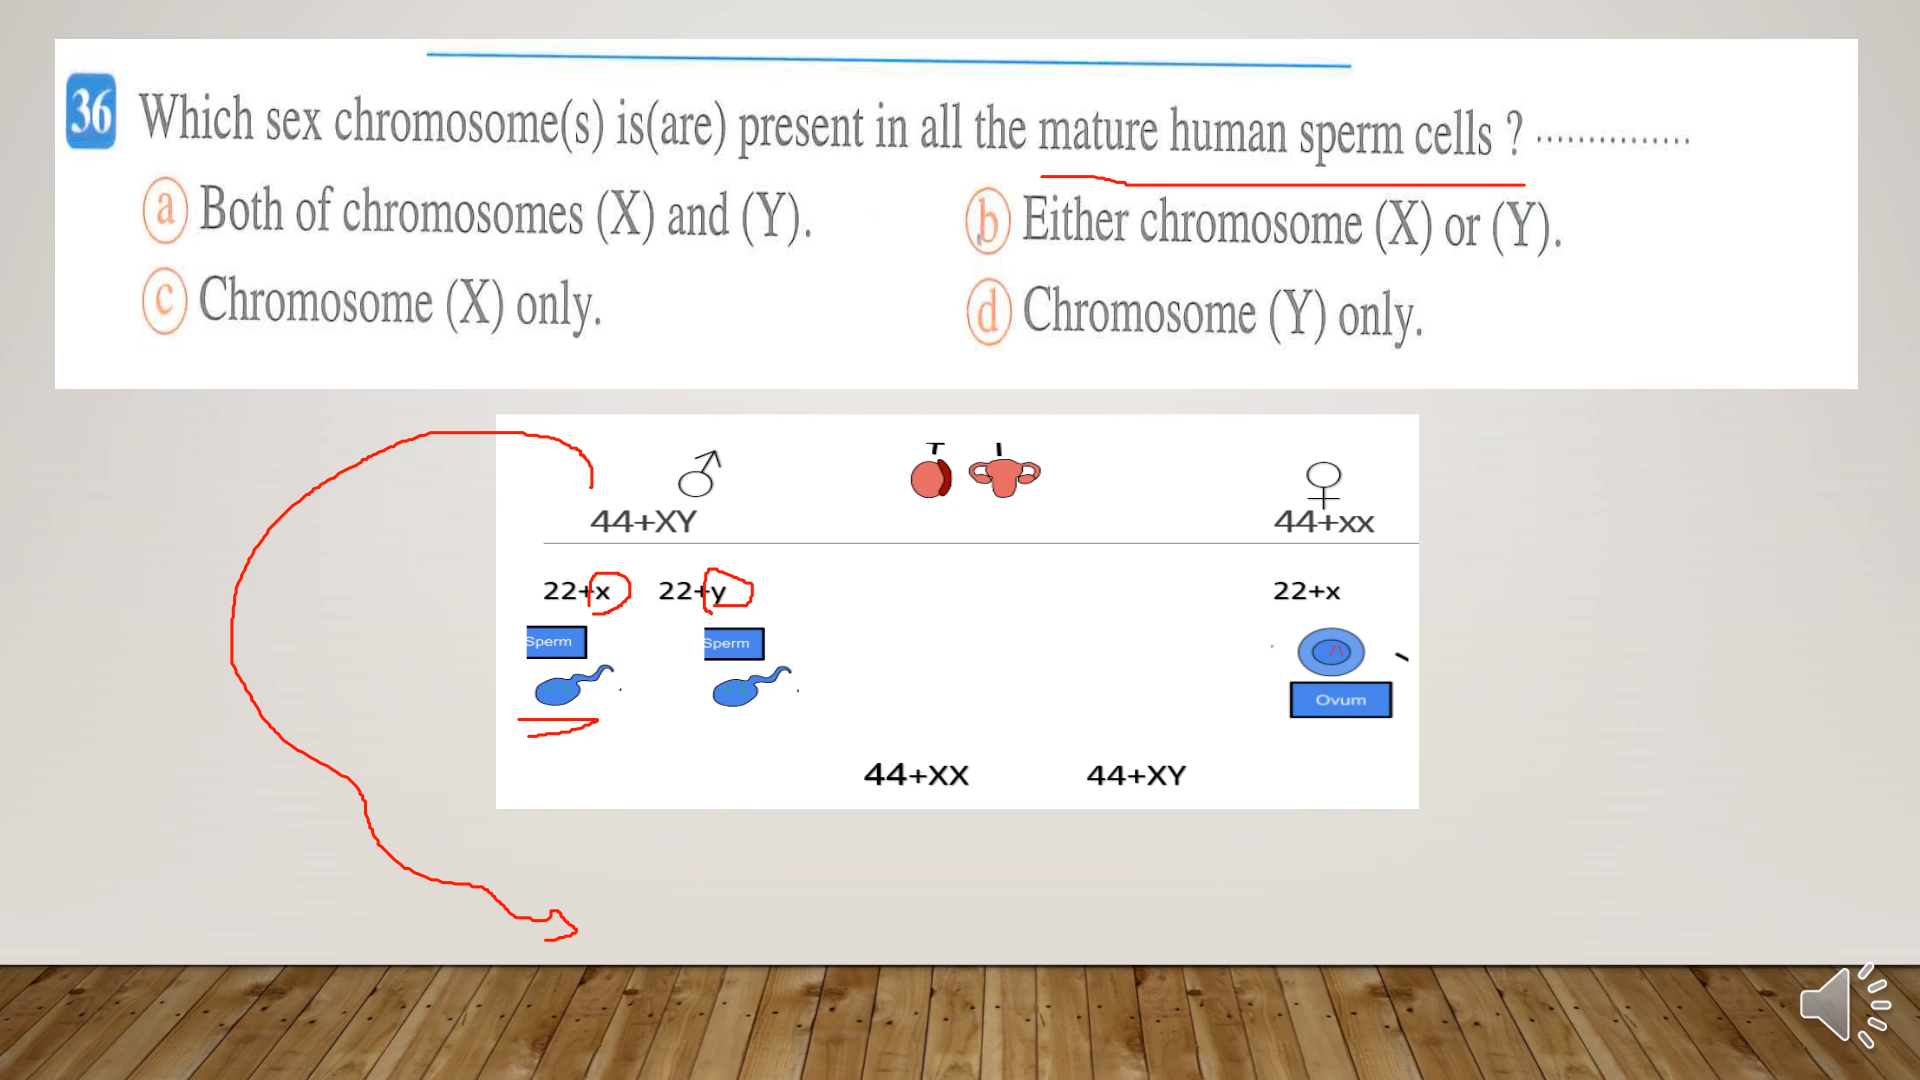 36 Which sex chromosome(s) is(are) present in all the mature human sperm cells ? ...............
a Both of chromosomes (X) and (Y).
b Either chromosome (X) or (Y).
c Chromosome (X) only.
d Chromosome (Y) only.
44+XY
44+xx
22+x
22+y
22+x
Sperm
Sperm
Ovum
44+XX
44+XY